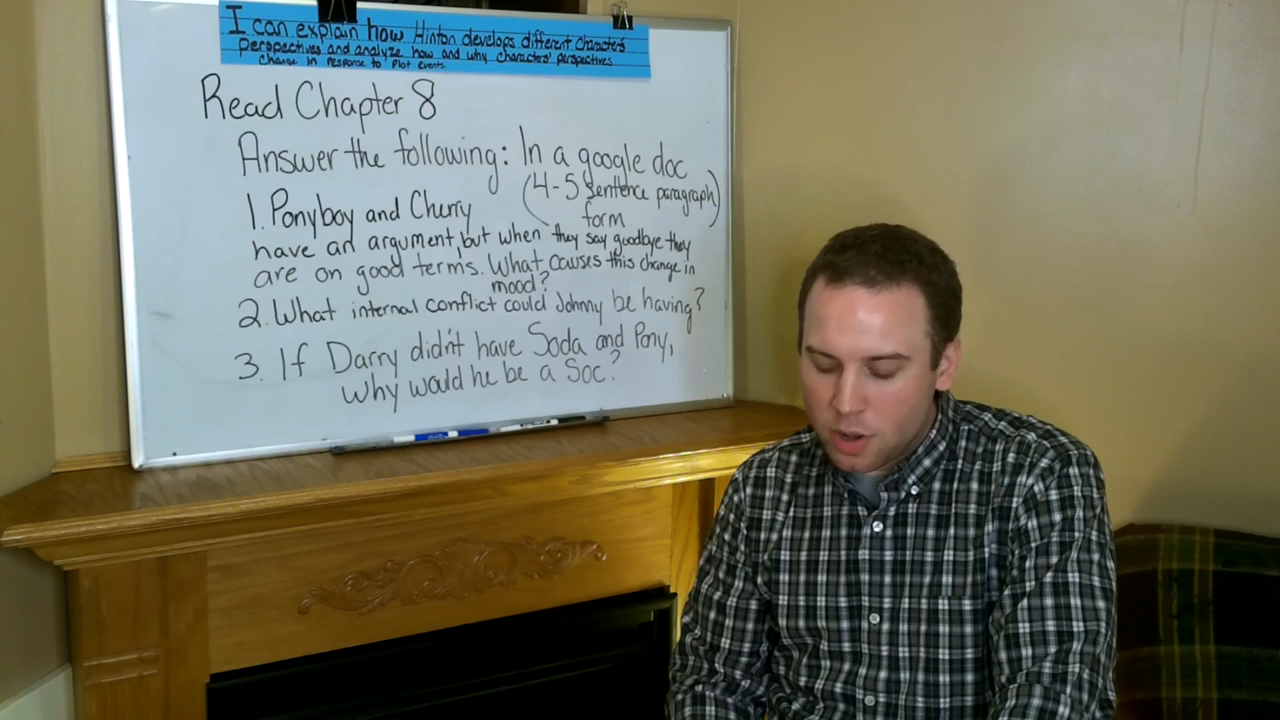 I can explain how Hinton develops different characters'
perspectives and analyze how and why characters' perspectives
change in response to plot events.
Read Chapter 8
Answer the following: In a google doc
(4-5 sentence paragraph)
form
1. Ponyboy and Cherry
have an argument, but when they say goodbye they
are on good terms. What causes this change in
mood?
2. What internal conflict could Johnny be having?
3. If Darry didn't have Soda and Pony,
why would he be a Soc?